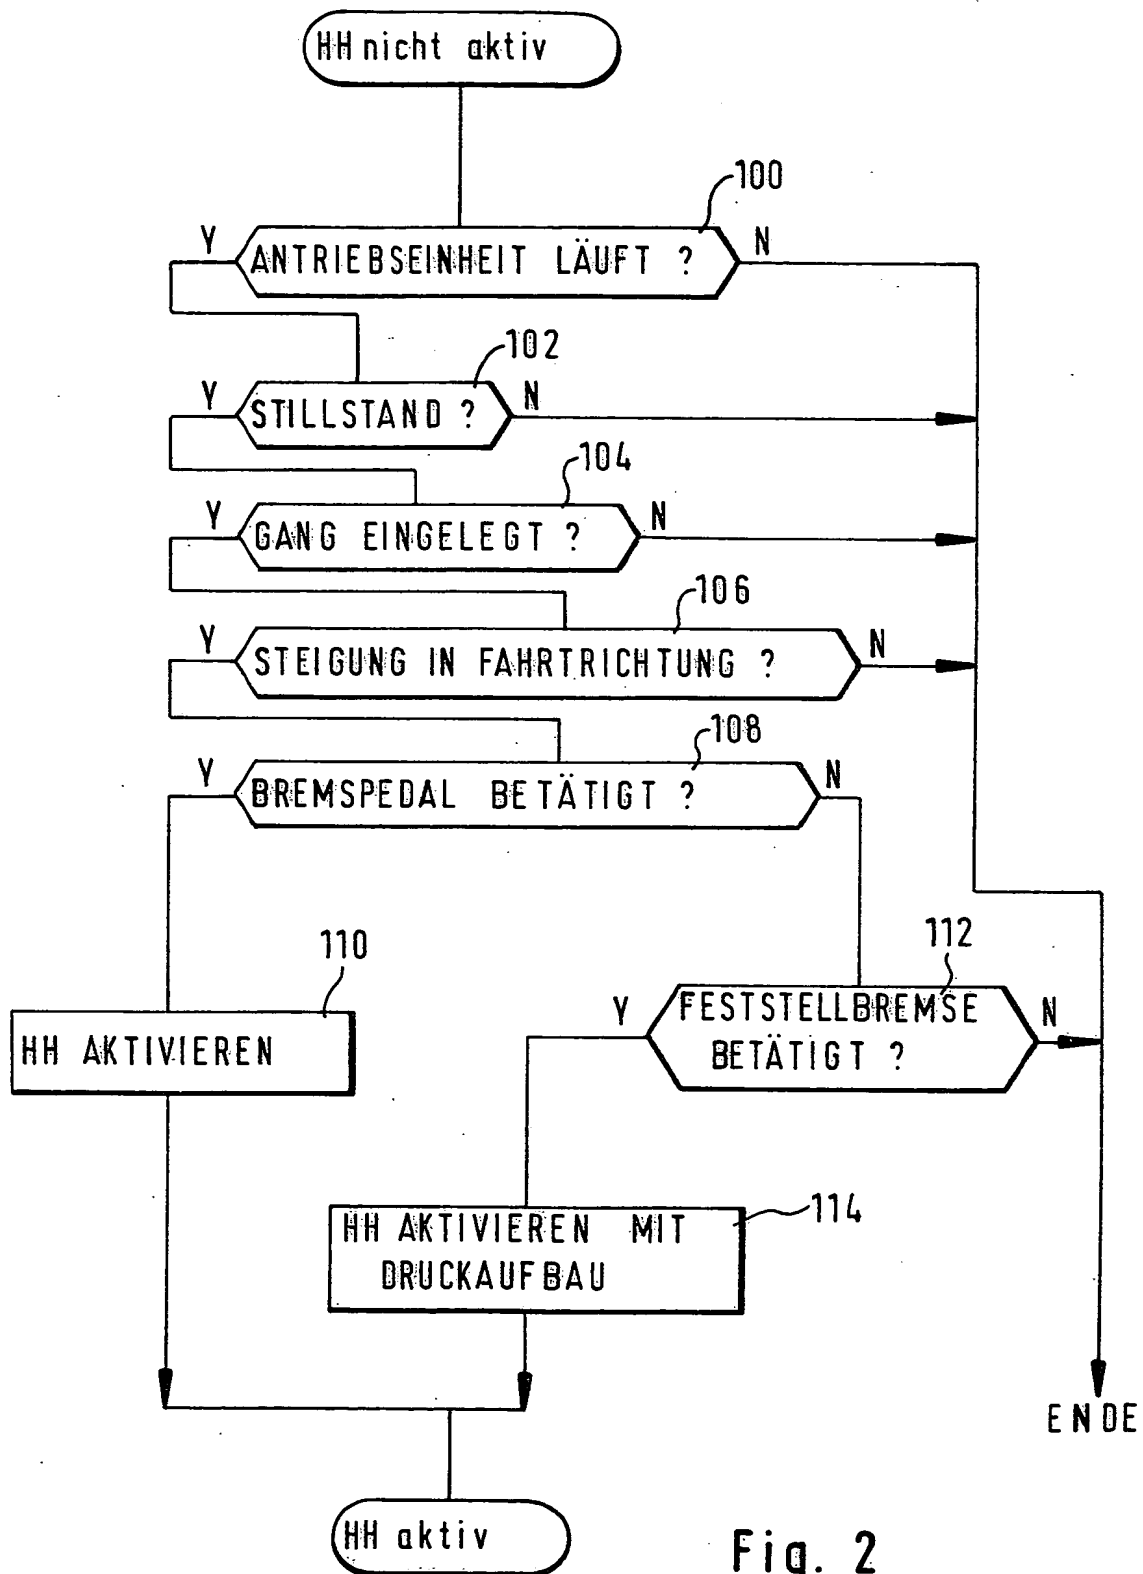 HH nicht aktiv
100
Y
ANTRIEBSEINHEIT LÄUFT ?
N
102
Y
STILLSTAND ?
N
104
Y
GANG EINGELEGT ?
N
106
Y
STEIGUNG IN FAHRTRICHTUNG ?
N
108
Y
BREMSPEDAL BETÄTIGT ?
N
110
HH AKTIVIEREN
112
Y
FESTSTELLBREMSE
BETÄTIGT ?
N
114
HH AKTIVIEREN MIT
DRUCKAUFBAU
ENDE
HH aktiv
Fig. 2